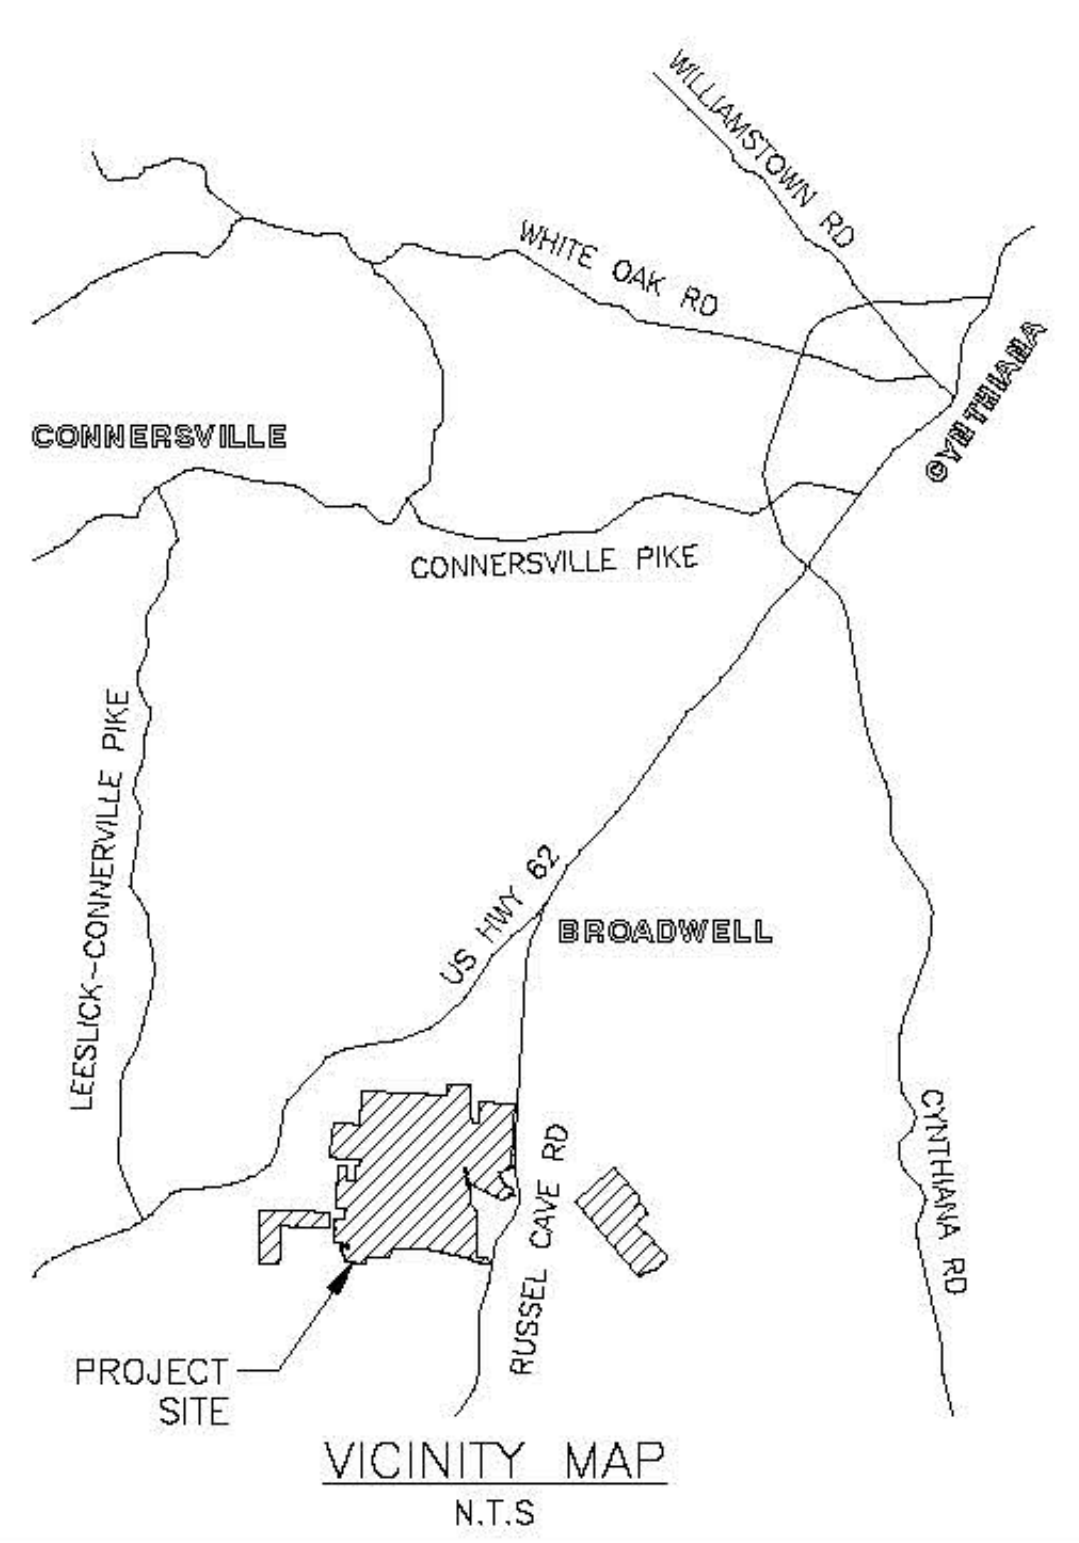 WILLIAMSTOWN RD
WHITE OAK RD
CYNTHIANA
CONNERSVILLE
CONNERSVILLE PIKE
LEESLICK-CONNERVILLE PIKE
US HWY 62
BROADWELL
RUSSEL CAVE RD
CYNTHIANA RD
PROJECT
SITE
VICINITY MAP
N.T.S